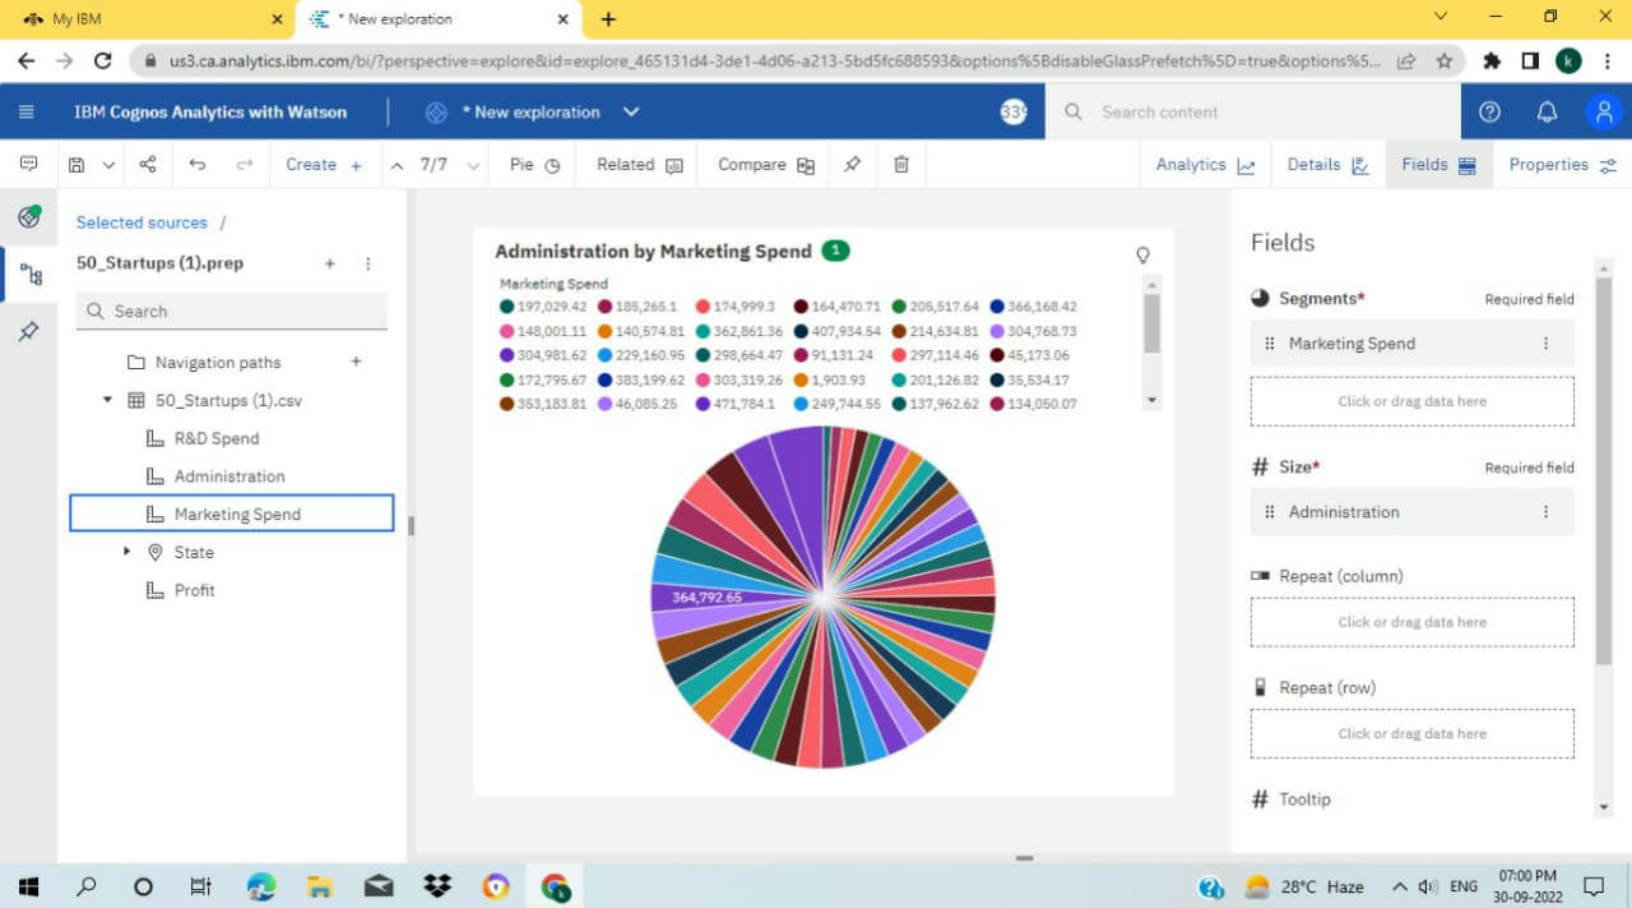 My IBM
* New exploration
us3.ca.analytics.ibm.com/bi/?perspective=explore&id=explore_465131d4-3de1-4d06-a213-5bd5fc688593&options%5BdisableGlassPrefetch%5D=true&options%5...
k
IBM Cognos Analytics with Watson
* New exploration
Search content
Create +
7/7
Pie
Related
Compare
Analytics
Details
Fields
Properties
Selected sources /
50_Startups (1).prep
Search
Navigation paths
50_Startups (1).csv
R&D Spend
Administration
Marketing Spend
State
Profit
Administration by Marketing Spend 1
Marketing Spend
197,029.42 185,265.1 174,999.3 164,470.71 205,517.64 366,168.42
148,001.11 140,574.81 362,861.36 407,934.54 214,634.81 304,768.73
304,981.62 229,160.95 298,664.47 91,131.24 297,114.46 45,173.06
172,795.67 383,199.62 303,319.26 1,903.93 201,126.82 35,534.17
353,183.81 46,085.25 471,784.1 249,744.55 137,962.62 134,050.07
364,792.65
Fields
Segments* Required field
Marketing Spend
Click or drag data here
# Size* Required field
Administration
Repeat (column)
Click or drag data here
Repeat (row)
Click or drag data here
# Tooltip
28°C Haze
ENG
07:00 PM
30-09-2022